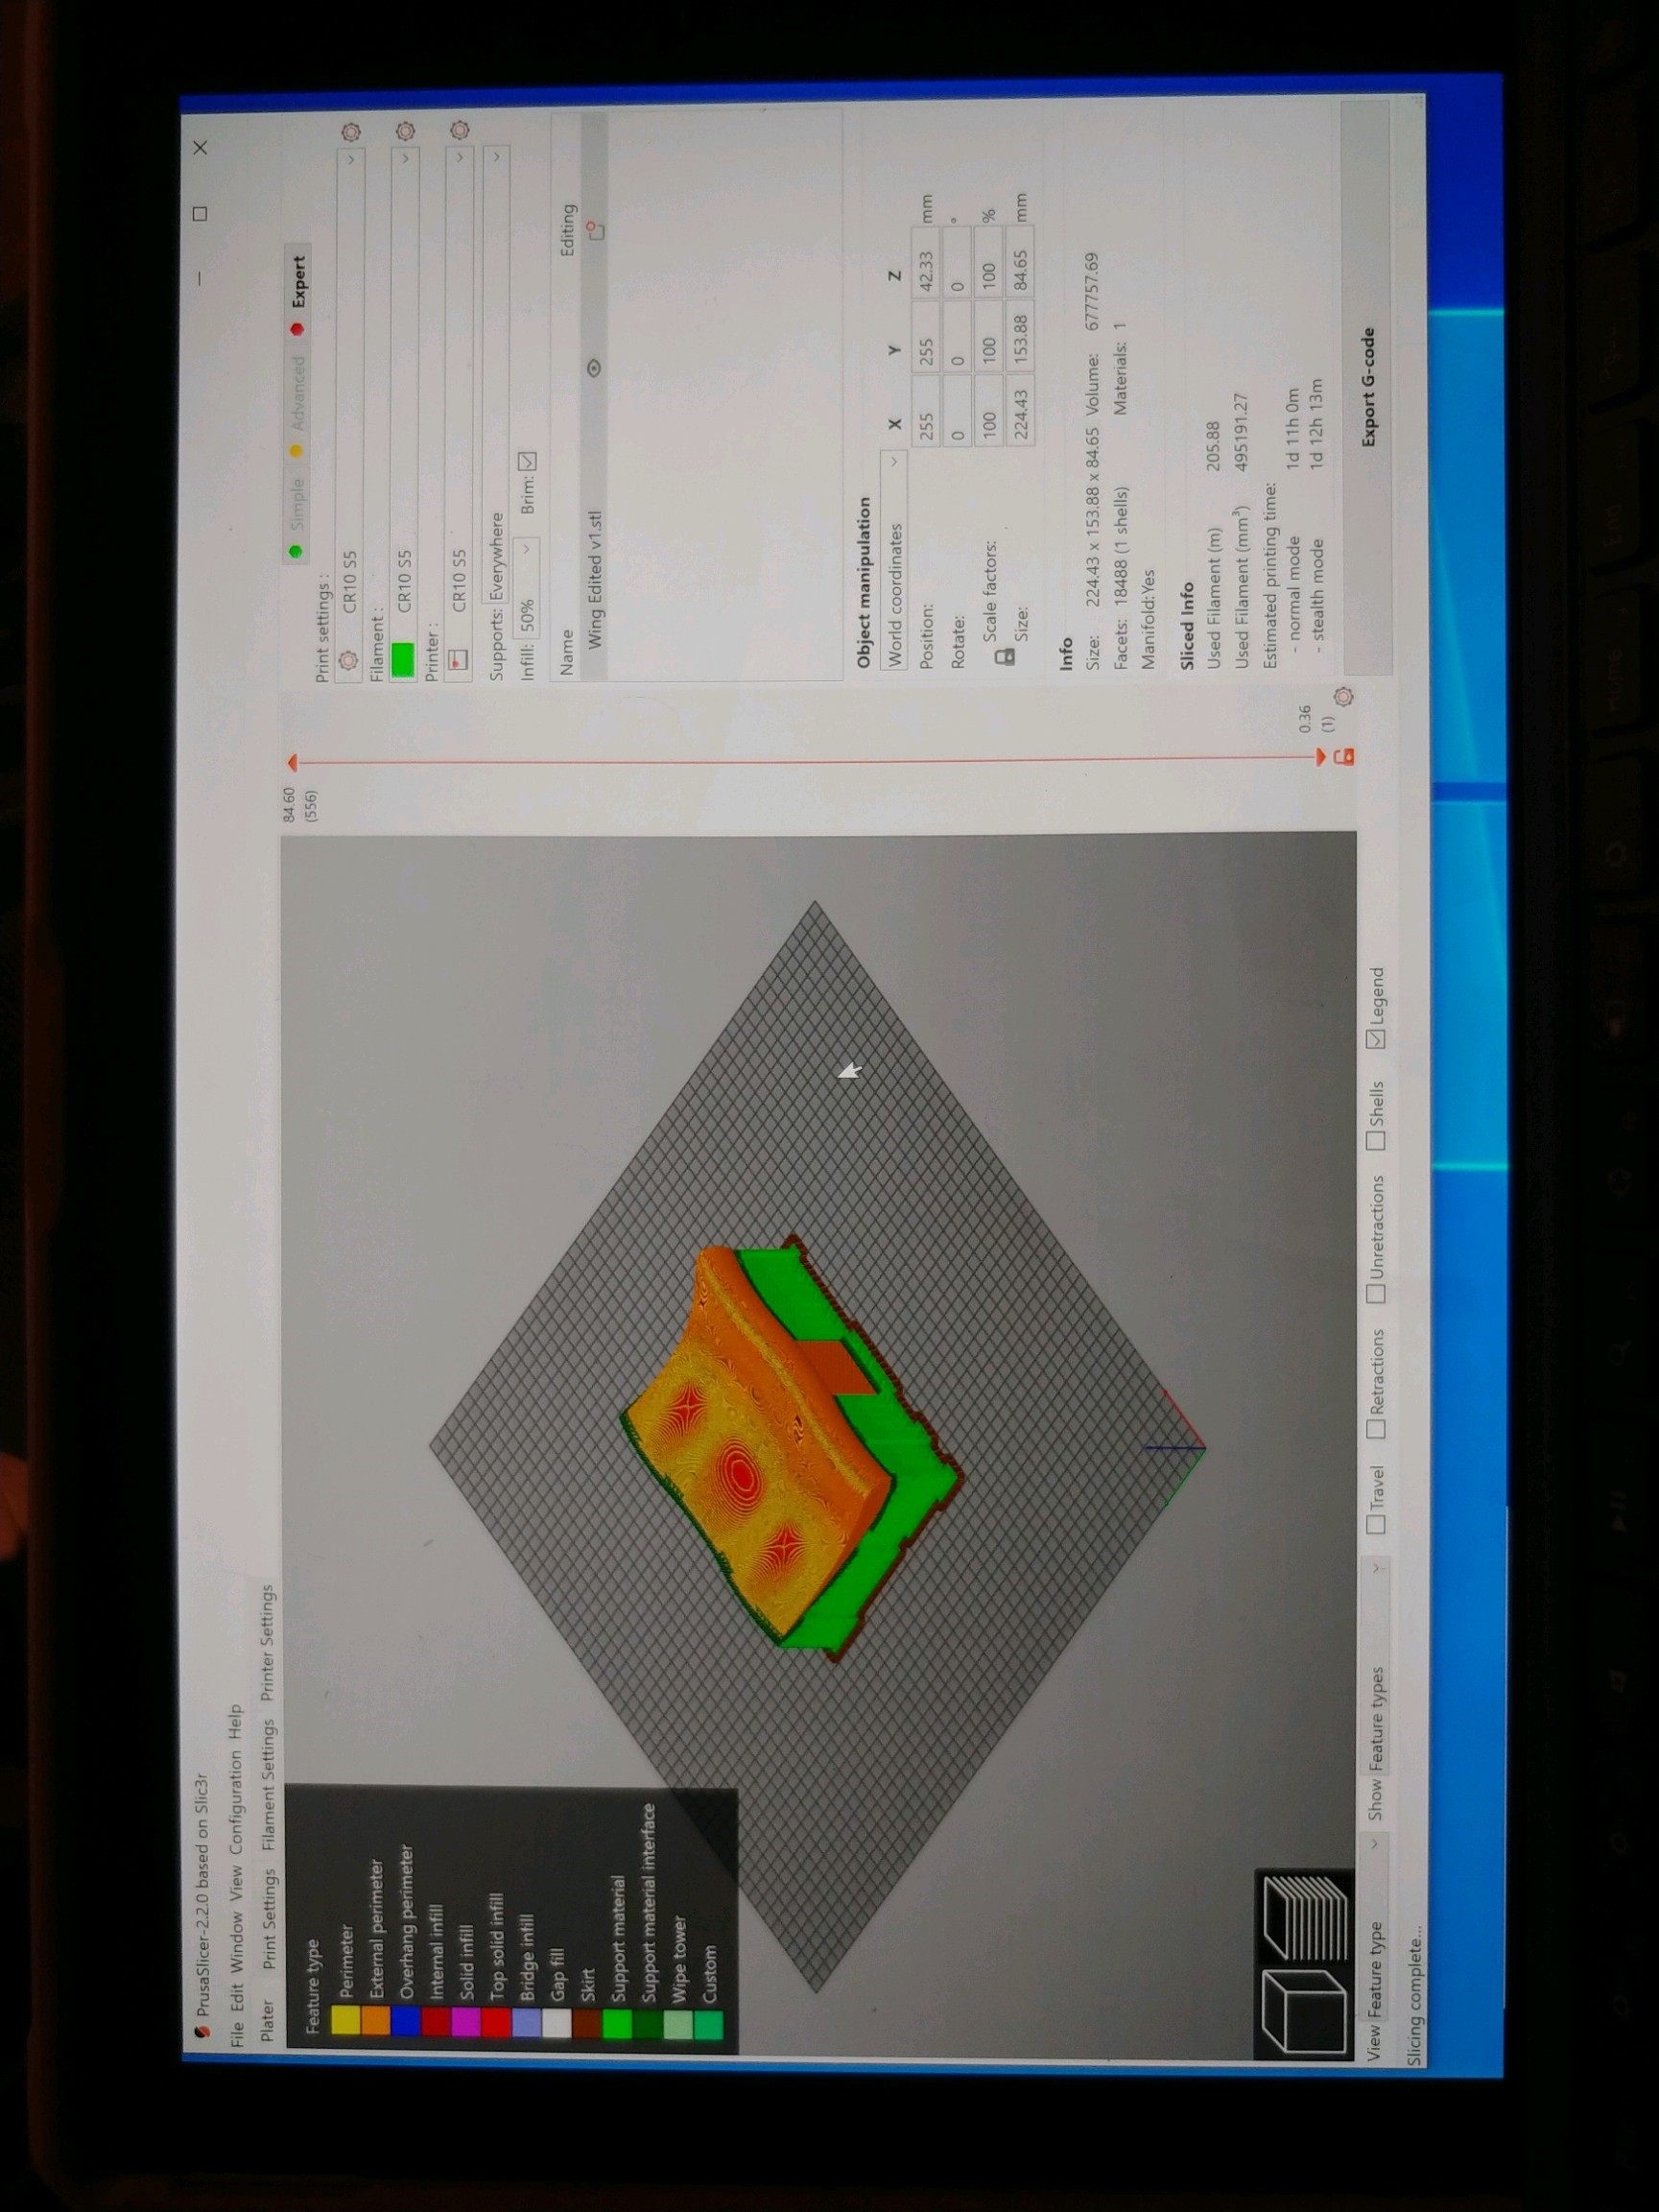 PrusaSlicer-2.2.0 based on Slic3r
File Edit Window View Configuration Help
Plater Print Settings Filament Settings Printer Settings
Feature type
Perimeter
External perimeter
Overhang perimeter
Internal infill
Solid infill
Top solid infill
Bridge infill
Gap fill
Skirt
Support material
Support material interface
Wipe tower
Custom
84.60
(556)
0.36
(1)
Simple Advanced Expert
Print settings :
CR10 S5
Filament :
CR10 S5
Printer :
CR10 S5
Supports: Everywhere
Infill: 50% Brim:
Name Editing
Wing Edited v1.stl
Object manipulation
World coordinates X Y Z
Position: 255 255 42.33 mm
Rotate: 0 0 0 °
Scale factors: 100 100 100 %
Size: 224.43 153.88 84.65 mm
Info
Size: 224.43 x 153.88 x 84.65 Volume: 677757.69
Facets: 18488 (1 shells) Materials: 1
Manifold: Yes
Sliced Info
Used Filament (m) 205.88
Used Filament (mm³) 495191.27
Estimated printing time:
- normal mode 1d 11h 0m
- stealth mode 1d 12h 13m
Export G-code
View Feature type Show Feature types Travel Retractions Unretractions Shells Legend
Slicing complete...